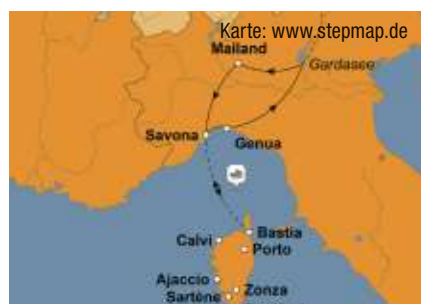 Karte: www.stepmap.de
Mailand
Gardasee
Savona
Genua
Bastia
Calvi
Porto
Ajaccio
Zonza
Sartène